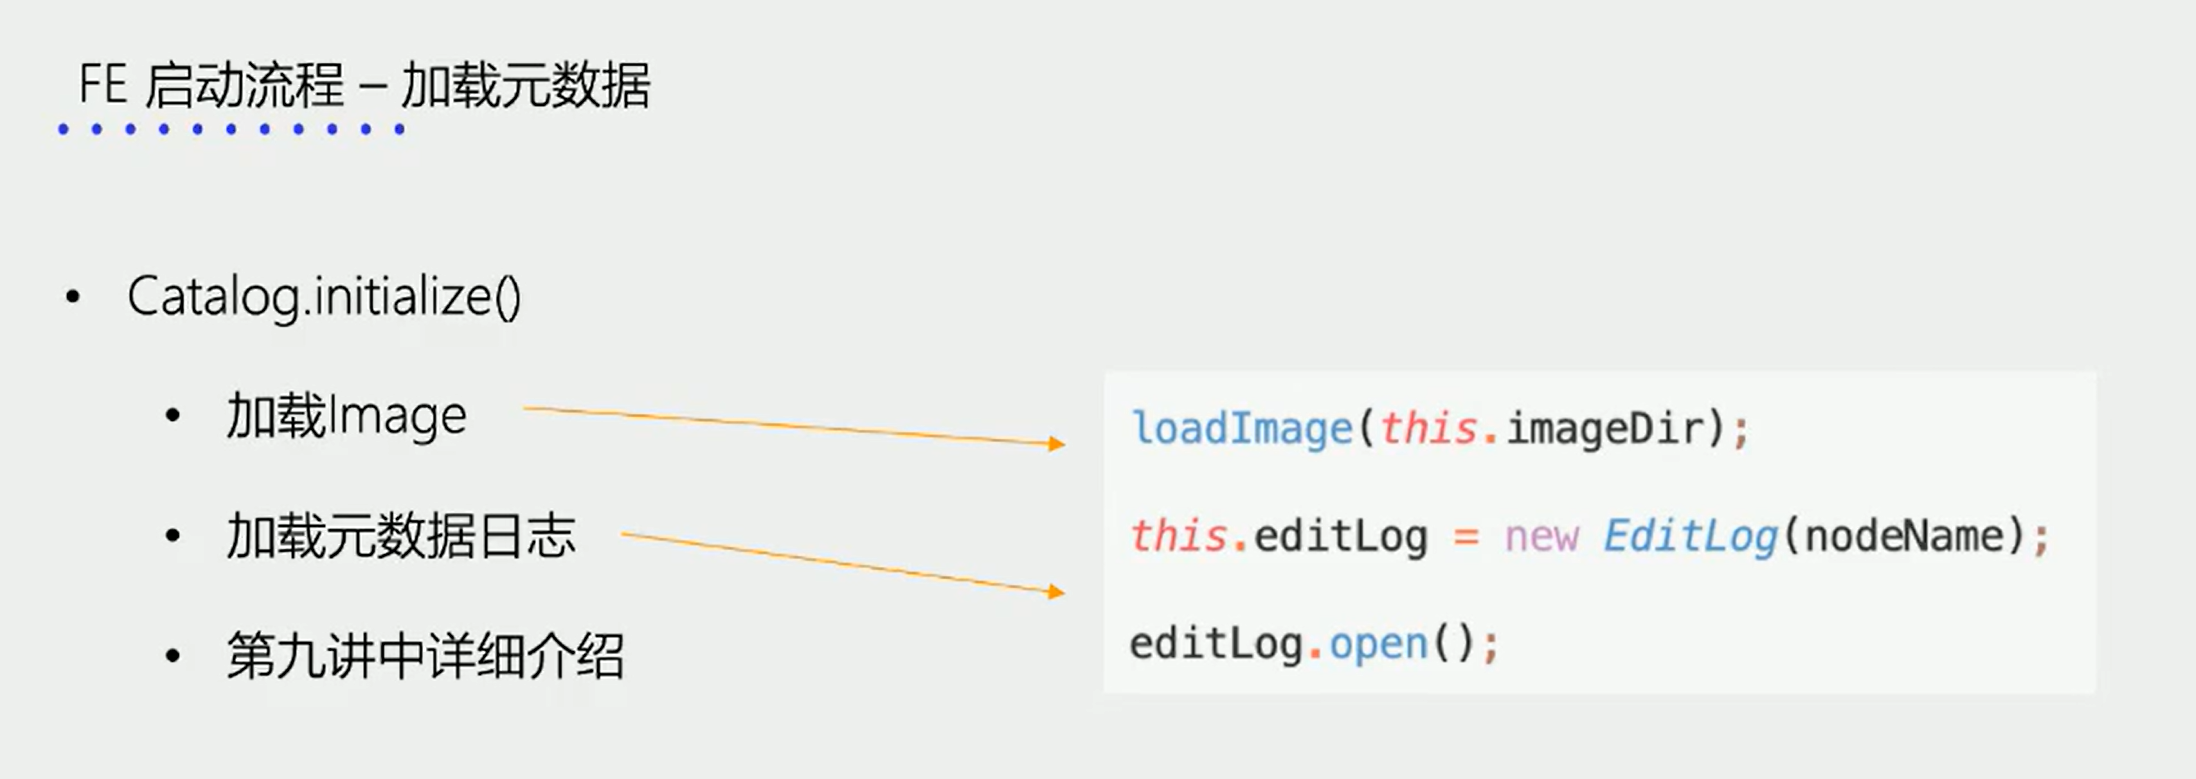 FE 启动流程 – 加载元数据
• Catalog.initialize()
• 加载Image
• 加载元数据日志
• 第九讲中详细介绍
loadImage(this.imageDir);
this.editLog = new EditLog(nodeName);
editLog.open();